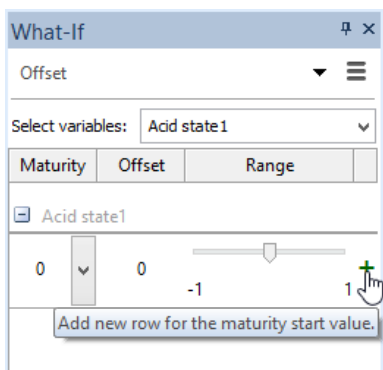 What-If
Offset
Select variables: Acid state1
Maturity Offset Range
Acid state1
0 0
-1 1
Add new row for the maturity start value.